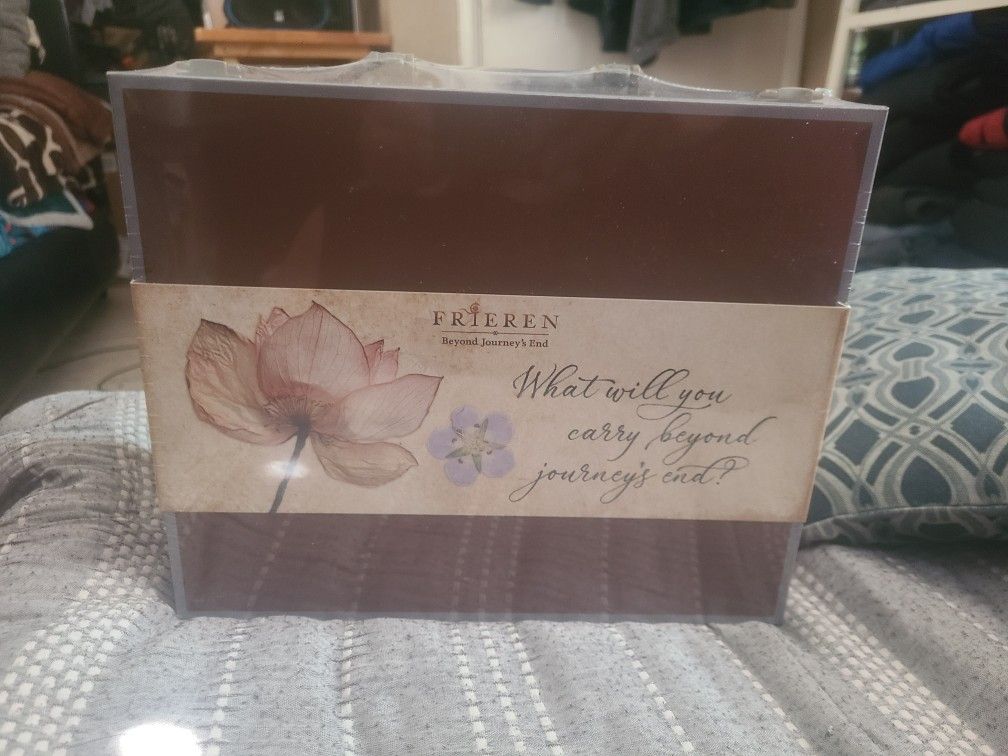 FRIEREN
Beyond Journey's End
What will you
carry beyond
journey's end?